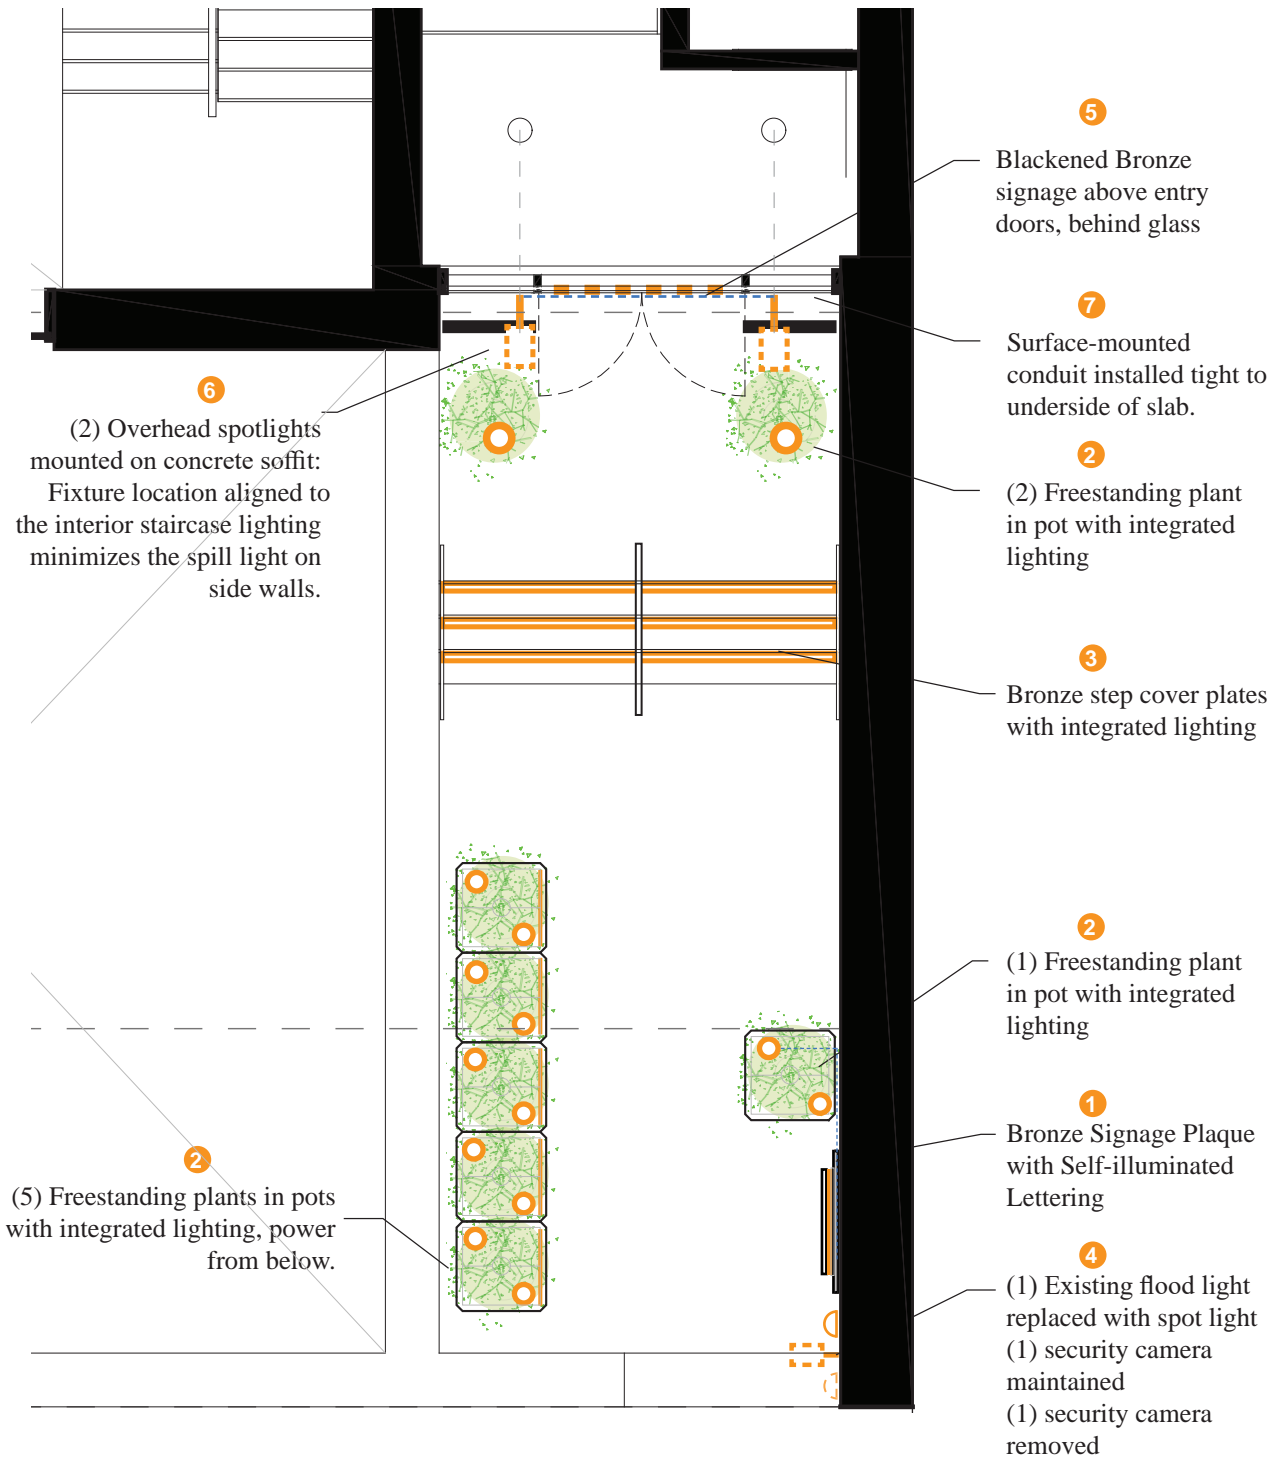 5
Blackened Bronze
signage above entry
doors, behind glass
7
Surface-mounted
conduit installed tight to
underside of slab.
6
(2) Overhead spotlights
mounted on concrete soffit:
Fixture location aligned to
the interior staircase lighting
minimizes the spill light on
side walls.
2
(2) Freestanding plant
in pot with integrated
lighting
3
Bronze step cover plates
with integrated lighting
2
(1) Freestanding plant
in pot with integrated
lighting
1
Bronze Signage Plaque
with Self-illuminated
Lettering
2
(5) Freestanding plants in pots
with integrated lighting, power
from below.
4
(1) Existing flood light
replaced with spot light
(1) security camera
maintained
(1) security camera
removed